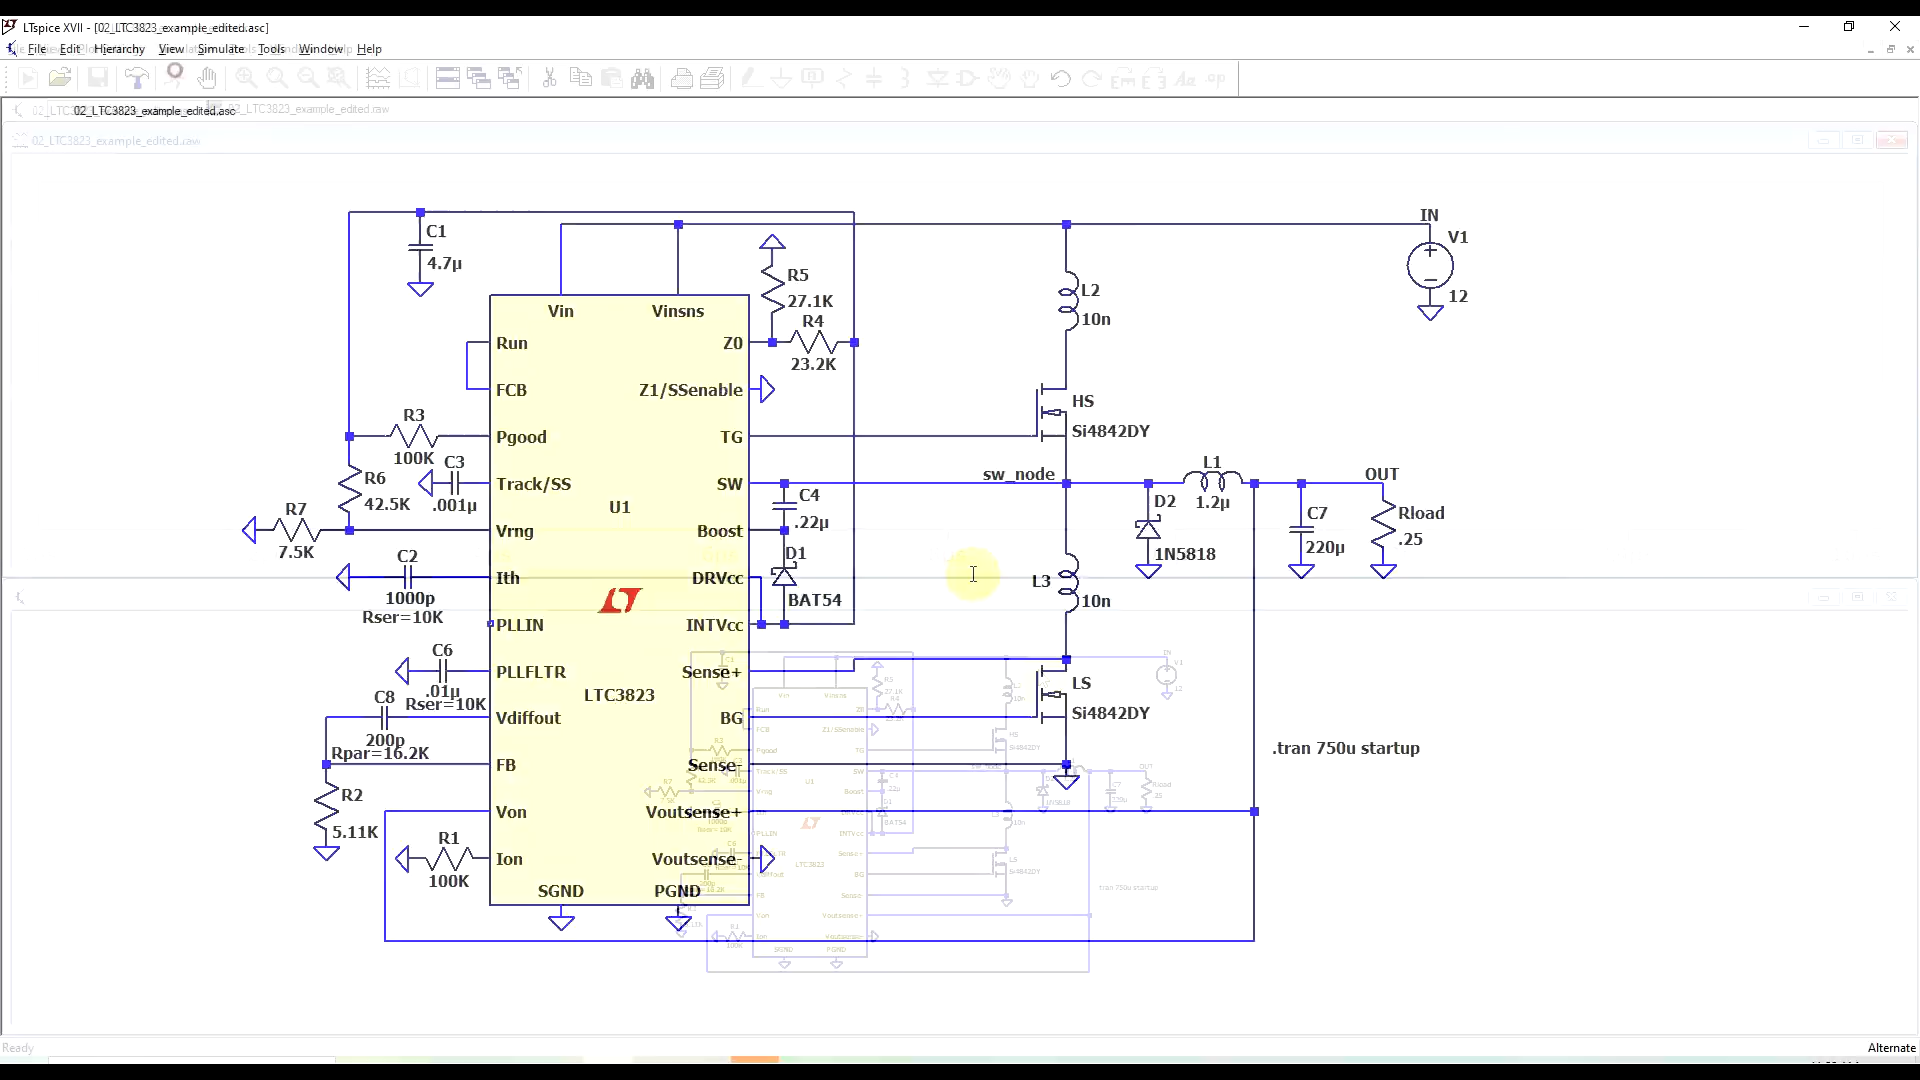 LTspice XVII - [02_LTC3823_example_edited.asc]
File Edit Hierarchy View Simulate Tools Window Help
02_LTC3823_example_edited.asc
02_LTC3823_example_edited.raw
02_LTC3823_example_edited.raw
IN
V1
12
C1
4.7µ
R5
27.1K
R4
23.2K
L2
10n
Vin
Vinsns
Run
Z0
FCB
Z1/SSenable
HS
Si4842DY
R3
100K
Pgood
TG
C3
.001µ
Track/SS
SW
sw_node
L1
1.2µ
OUT
R6
42.5K
U1
C4
.22µ
D2
1N5818
C7
220µ
Rload
.25
R7
7.5K
Vrng
Boost
C2
1000p
Rser=10K
Ith
DRVcc
D1
BAT54
L3
10n
PLLIN
INTVcc
C6
.01µ
Rser=10K
PLLFLTR
Sense+
LTC3823
LS
Si4842DY
C8
200p
Rpar=16.2K
Vdiffout
BG
.tran 750u startup
FB
Sense-
R2
5.11K
Von
Voutsense+
R1
100K
Ion
Voutsense-
SGND
PGND
Ready
Alternate